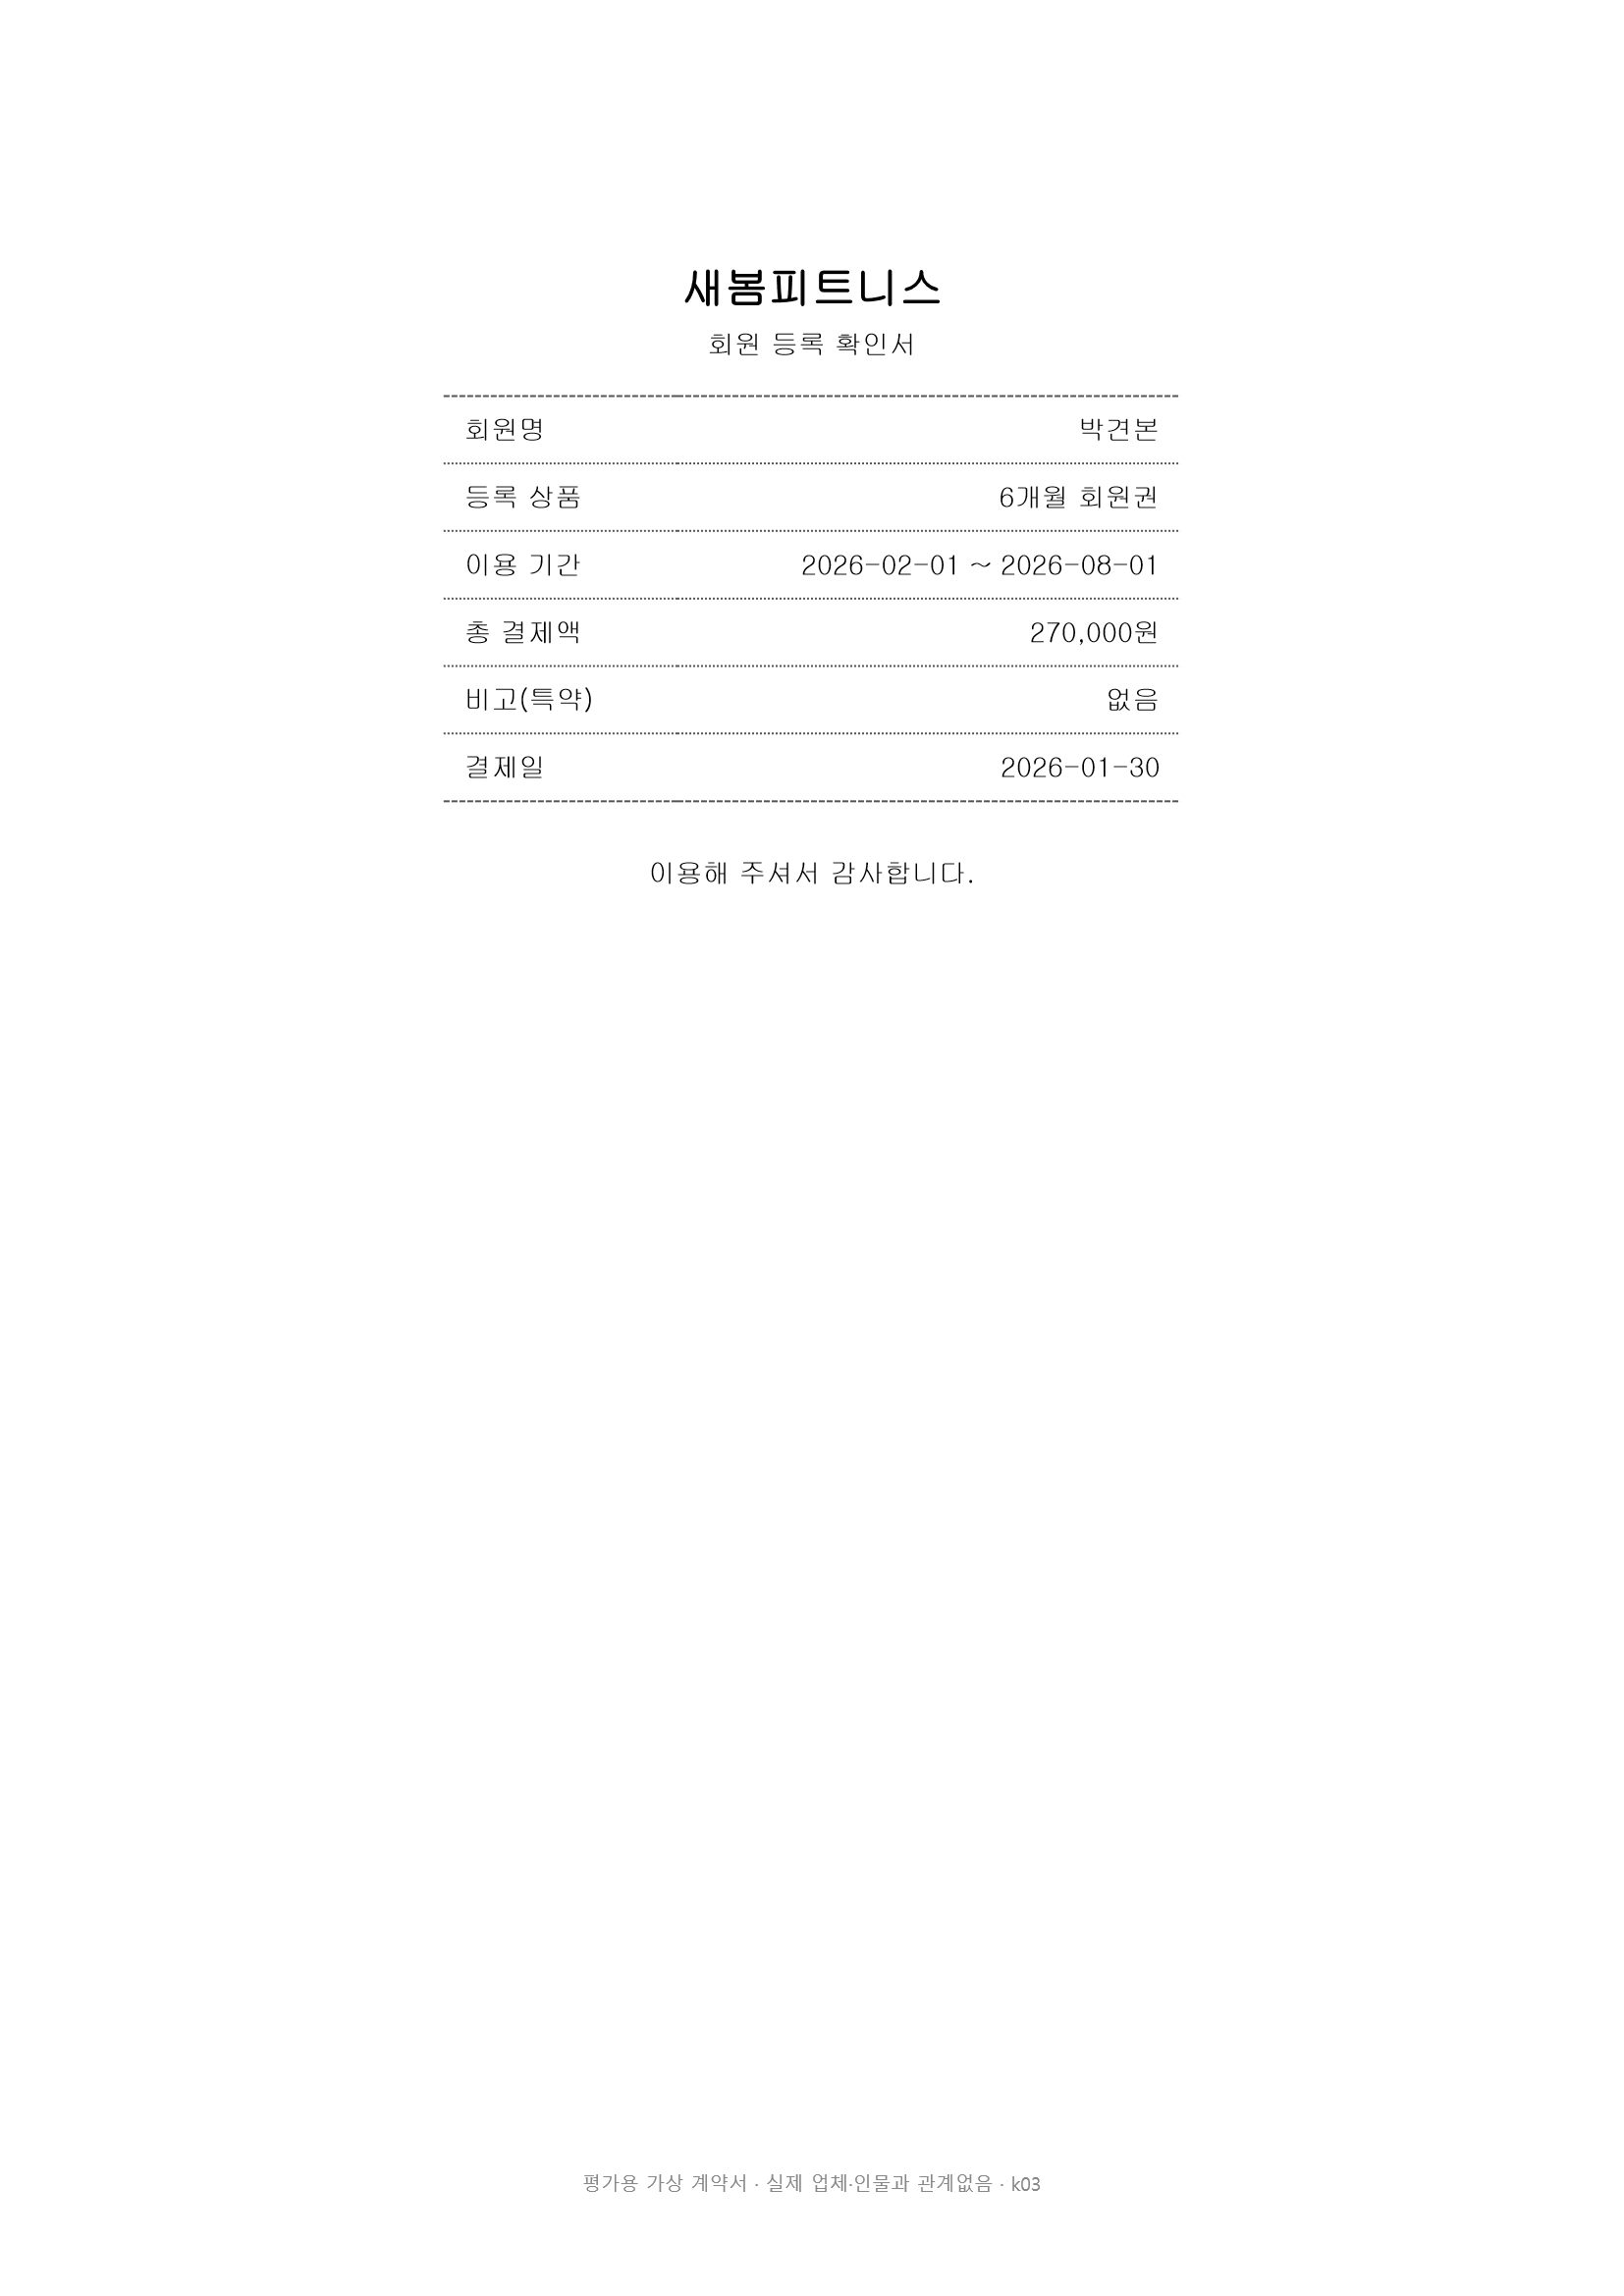 새봄피트니스
회원 등록 확인서
회원명 박견본
등록 상품 6개월 회원권
이용 기간 2026-02-01 ~ 2026-08-01
총 결제액 270,000원
비고(특약) 없음
결제일 2026-01-30
이용해 주셔서 감사합니다.
평가용 가상 계약서 · 실제 업체·인물과 관계없음 · k03